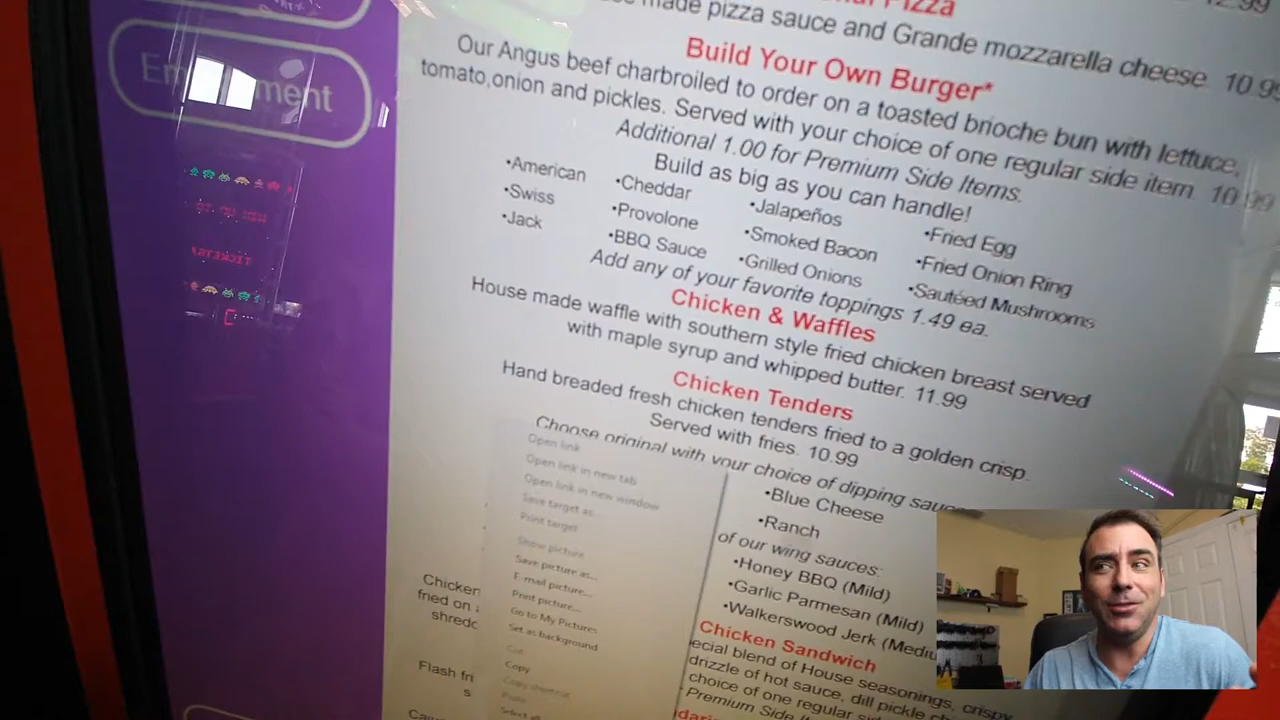 made pizza sauce and Grande mozzarella cheese. 10.99
Build Your Own Burger*
Our Angus beef charbroiled to order on a toasted brioche bun with lettuce,
tomato,onion and pickles. Served with your choice of one regular side item. 10.99
Additional 1.00 for Premium Side Items.
Build as big as you can handle!
•American •Cheddar •Jalapeños •Fried Egg
•Swiss •Provolone •Smoked Bacon •Fried Onion Ring
•Jack •BBQ Sauce •Grilled Onions •Sautéed Mushrooms
Add any of your favorite toppings 1.49 ea.
Chicken & Waffles
House made waffle with southern style fried chicken breast served
with maple syrup and whipped butter. 11.99
Chicken Tenders
Hand breaded fresh chicken tenders fried to a golden crisp.
Served with fries. 10.99
Choose original with your choice of dipping
•Blue Cheese
•Ranch
of our wing sauces:
•Honey BBQ (Mild)
•Garlic Parmesan (Mild)
•Walkerswood Jerk
Chicken Sandwich
blend of House seasonings, crispy
drizzle of hot sauce, dill pickle
choice of one regular
Premium Side
Open link
Open link in new tab
Open link in new window
Save target as...
Print target
Show picture
Save picture as...
E-mail picture...
Print picture...
Go to My Pictures
Set as background
Cut
Copy
Copy shortcut
Paste
Select all
Chicken
fried on
Flash